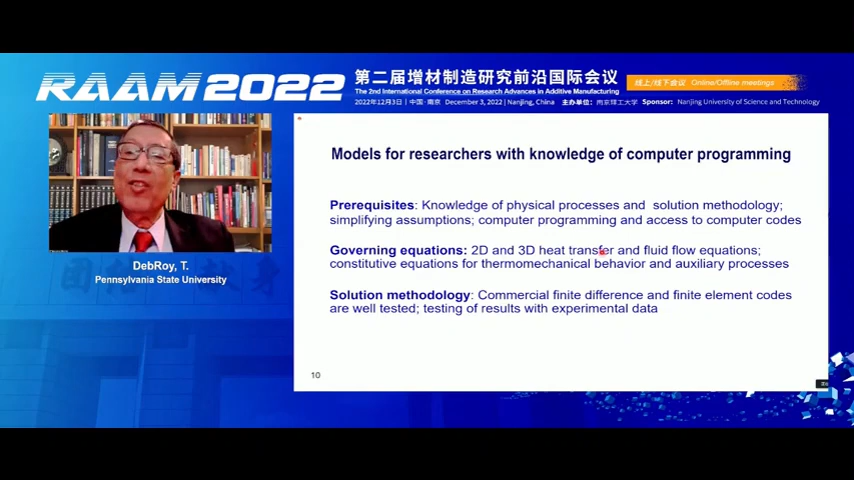 RAAM 2022
第二届增材制造研究前沿国际会议
The 2nd International Conference on Research Advances in Additive Manufacturing
2022年12月3日 | 中国·南京 December 3, 2022 | Nanjing, China 主办单位: 南京理工大学 Sponsor: Nanjing University of Science and Technology
线上/线下会议 Online/Offline meetings
DebRoy, T.
Pennsylvania State University
Models for researchers with knowledge of computer programming
Prerequisites: Knowledge of physical processes and solution methodology;
simplifying assumptions; computer programming and access to computer codes
Governing equations: 2D and 3D heat transfer and fluid flow equations;
constitutive equations for thermomechanical behavior and auxiliary processes
Solution methodology: Commercial finite difference and finite element codes
are well tested; testing of results with experimental data
10